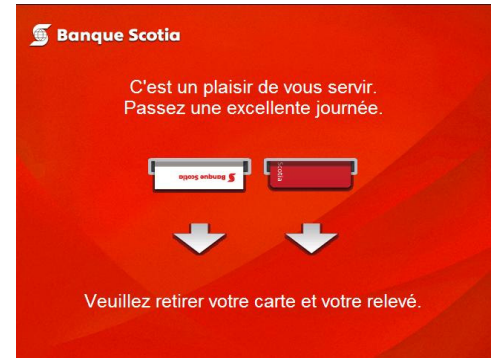 Banque Scotia
C'est un plaisir de vous servir.
Passez une excellente journée.
Banque Scotia
Scotia
Veuillez retirer votre carte et votre relevé.